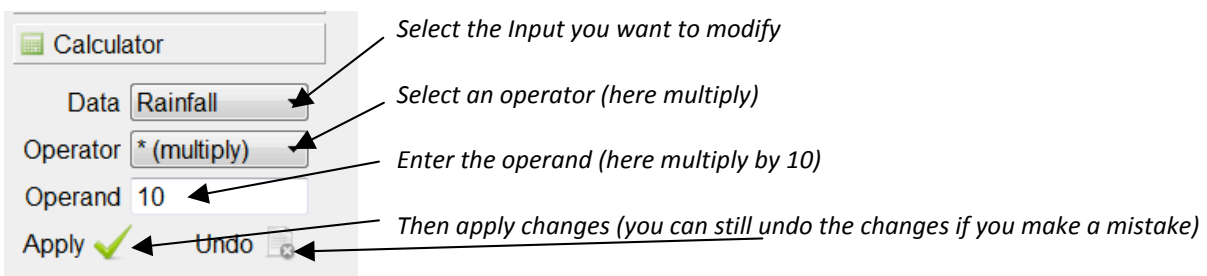 Calculator
Select the Input you want to modify
Data Rainfall
Select an operator (here multiply)
Operator * (multiply)
Enter the operand (here multiply by 10)
Operand 10
Then apply changes (you can still undo the changes if you make a mistake)
Apply Undo